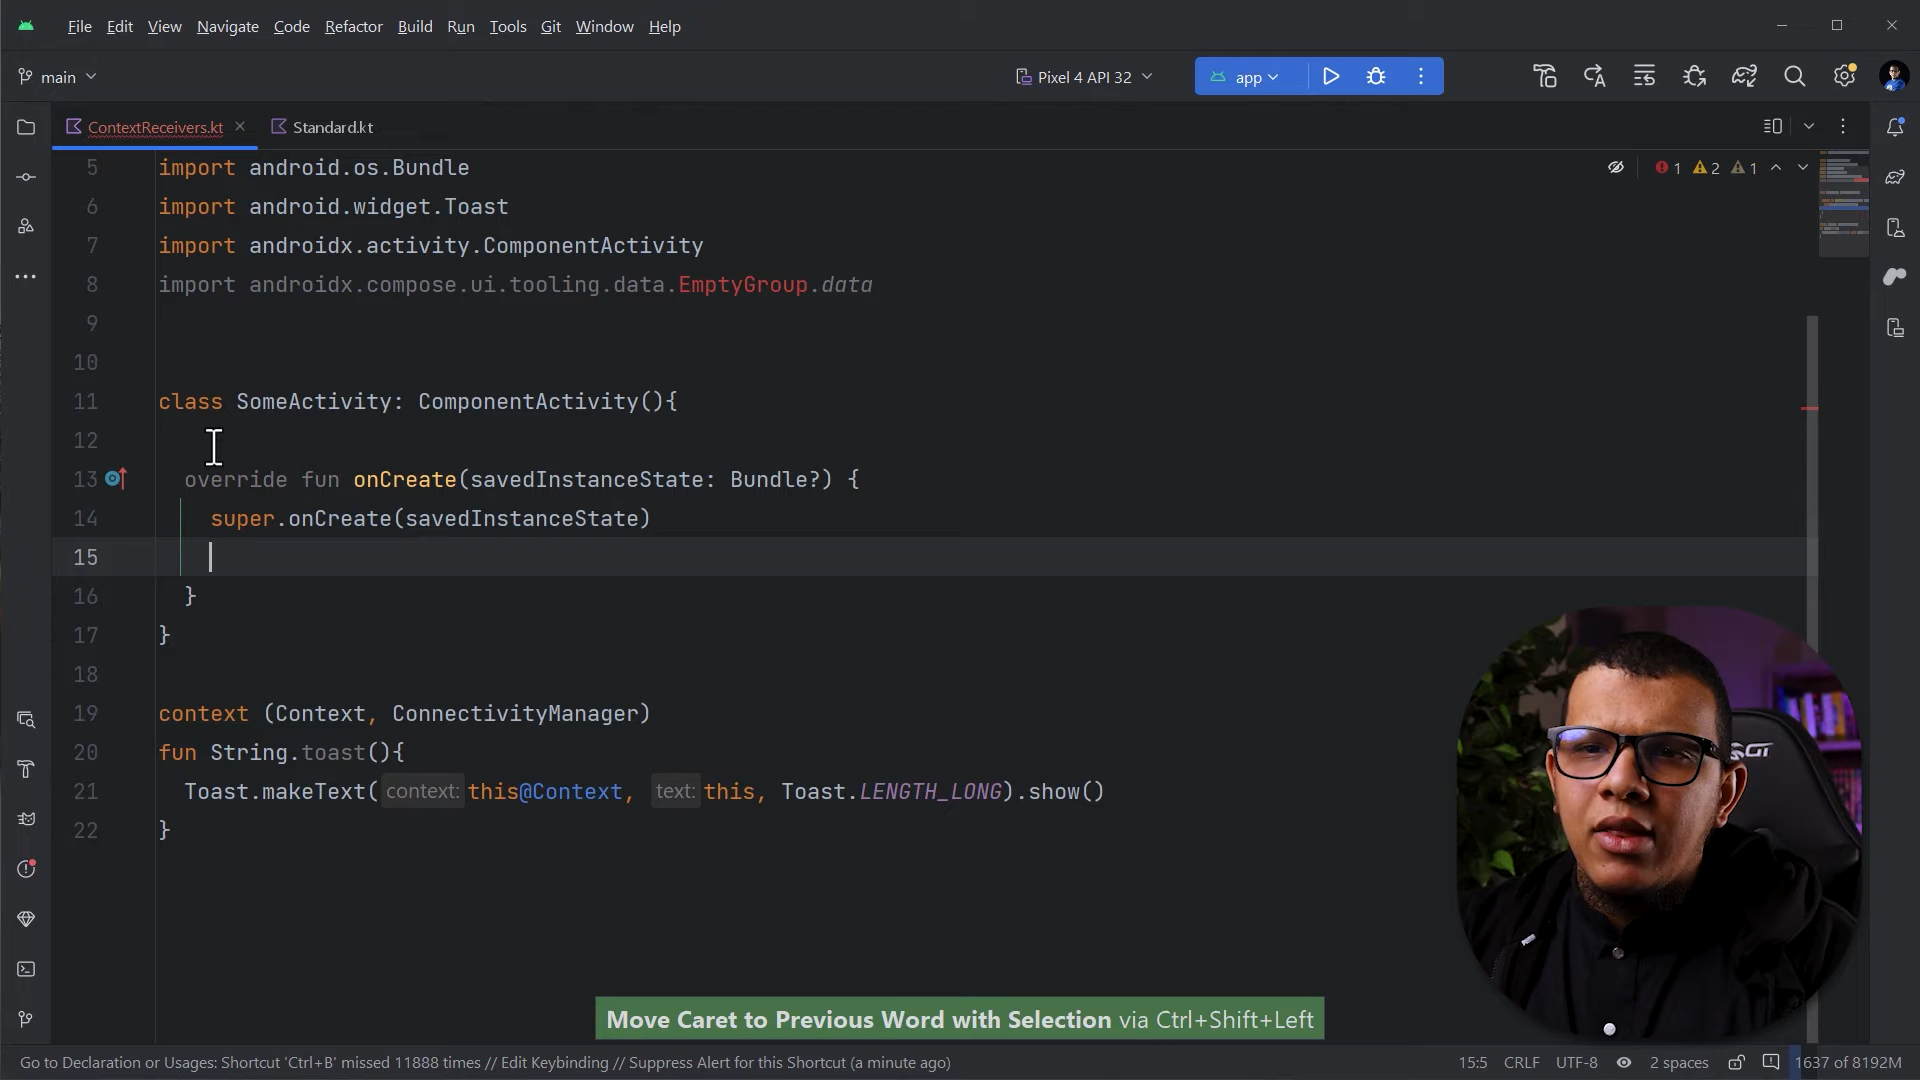 File Edit View Navigate Code Refactor Build Run Tools Git Window Help
main Pixel 4 API 32 app
ContextReceivers.kt Standard.kt
1 2 1
5 import android.os.Bundle
6 import android.widget.Toast
7 import androidx.activity.ComponentActivity
8 import androidx.compose.ui.tooling.data.EmptyGroup.data
9
10
11 class SomeActivity: ComponentActivity(){
12
13 override fun onCreate(savedInstanceState: Bundle?) {
14 super.onCreate(savedInstanceState)
15
16 }
17 }
18
19 context (Context, ConnectivityManager)
20 fun String.toast(){
21 Toast.makeText( context: this@Context, text: this, Toast.LENGTH_LONG).show()
22 }
GT
Move Caret to Previous Word with Selection via Ctrl+Shift+Left
Go to Declaration or Usages: Shortcut 'Ctrl+B' missed 11888 times // Edit Keybinding // Suppress Alert for this Shortcut (a minute ago) 15:5 CRLF UTF-8 2 spaces 1637 of 8192M